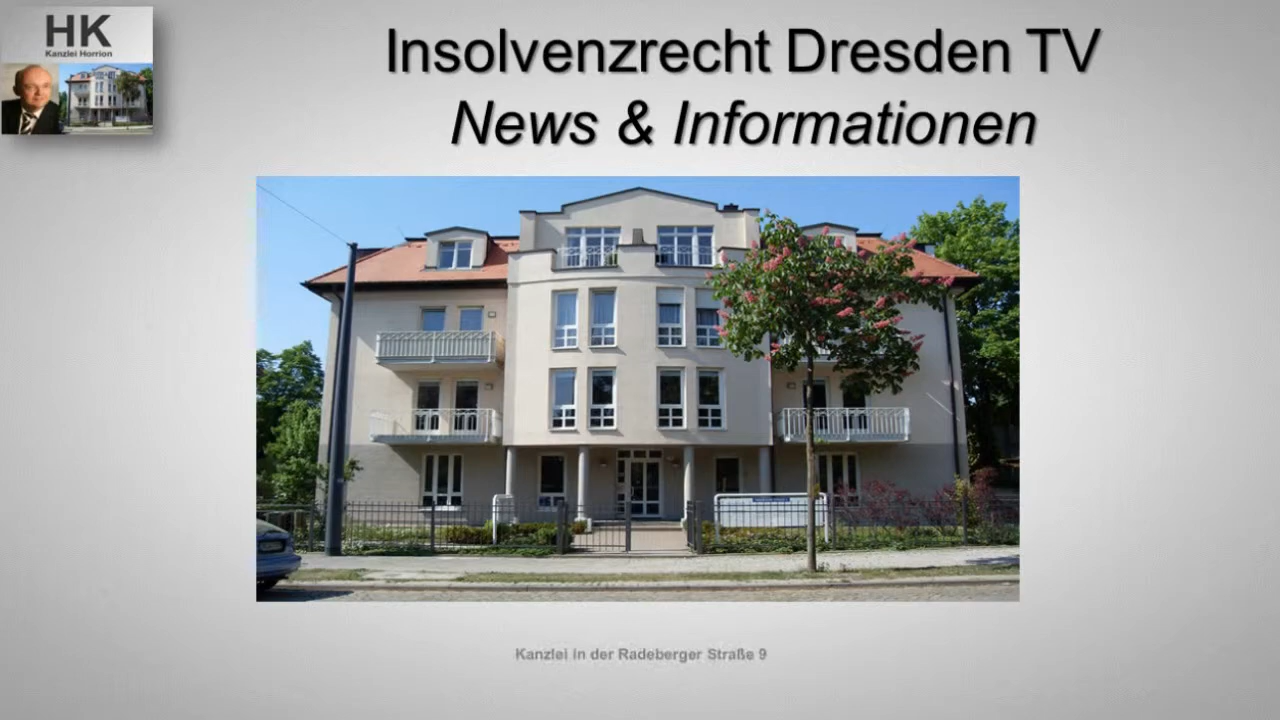 HK
Kanzlei Horrion
Insolvenzrecht Dresden TV
News & Informationen
Kanzlei in der Radeberger Straße 9